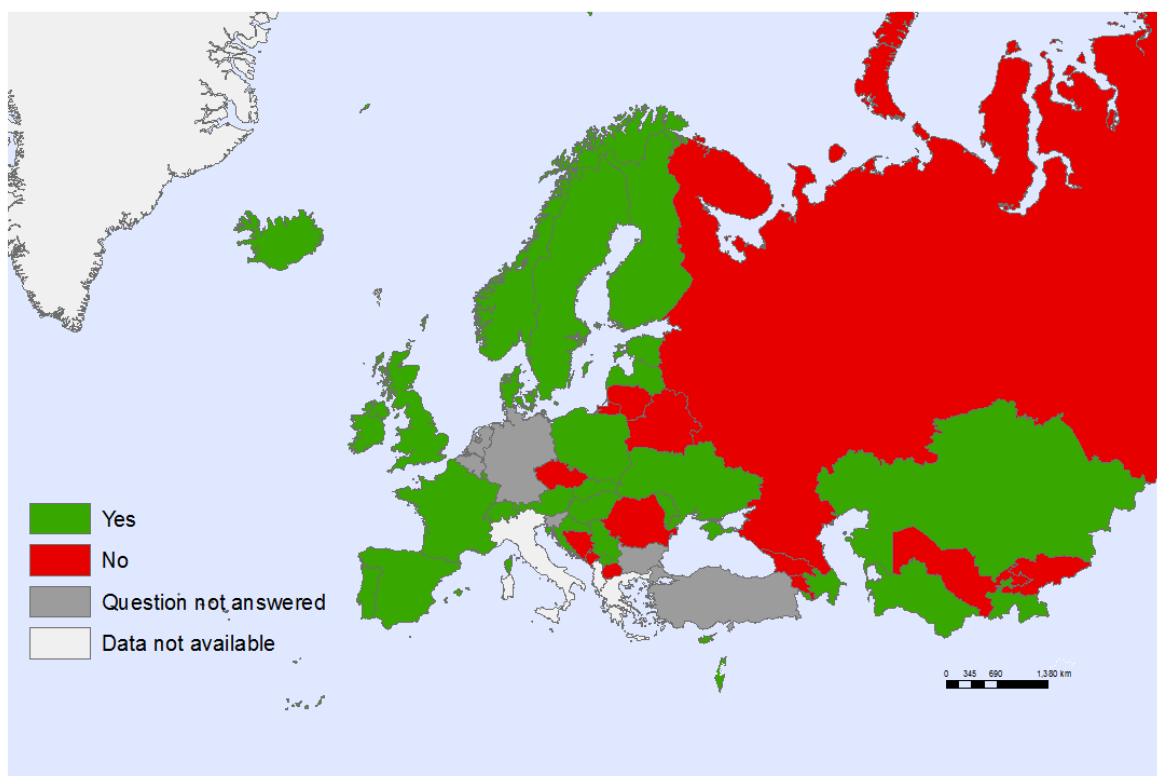 Yes
No
Question not answered
Data not available
0 345 690 1,380 km